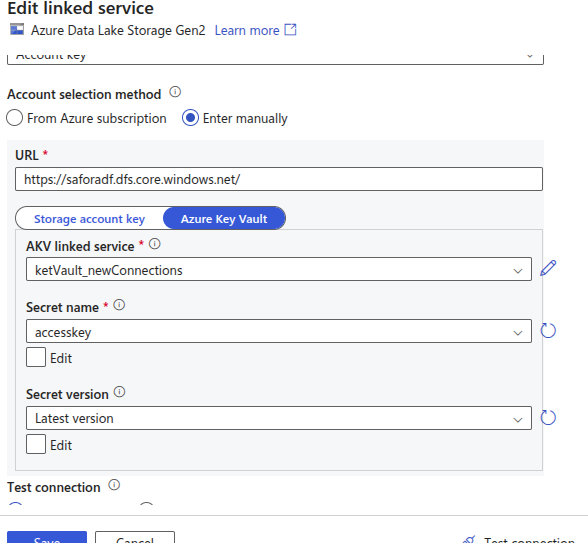 Edit linked service
Azure Data Lake Storage Gen2 Learn more
Account key
Account selection method
From Azure subscription Enter manually
URL *
https://saforadf.dfs.core.windows.net/
Storage account key Azure Key Vault
AKV linked service *
ketVault_newConnections
Secret name *
accesskey
Edit
Secret version
Latest version
Edit
Test connection
Save Cancel Test connection